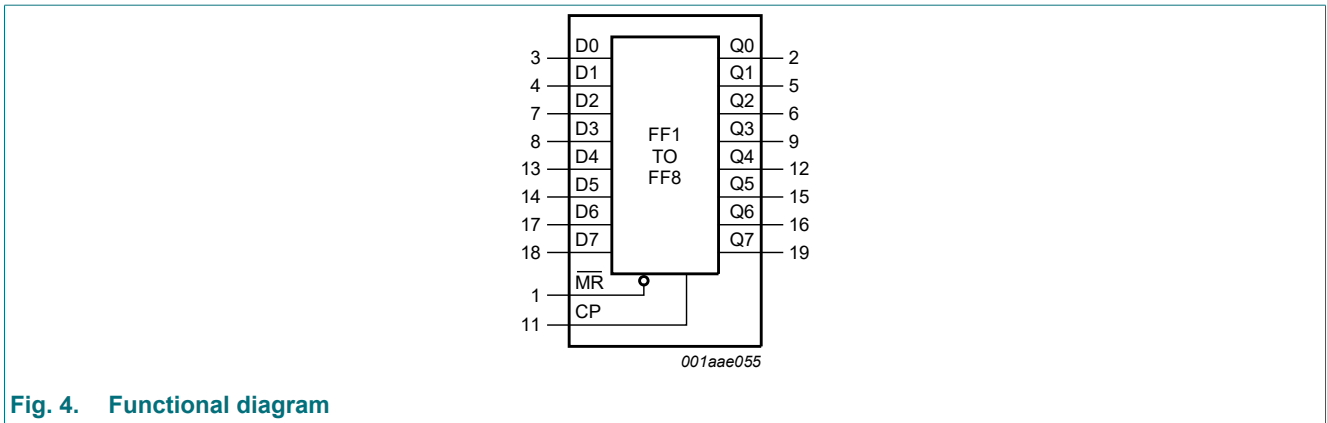 D0 Q0
3 2
D1 Q1
4 5
D2 Q2
7 6
D3 Q3
8 9
FF1
TO
FF8
D4 Q4
13 12
D5 Q5
14 15
D6 Q6
17 16
D7 Q7
18 19
M̅R̅
1
CP
11
001aae055
Fig. 4. Functional diagram